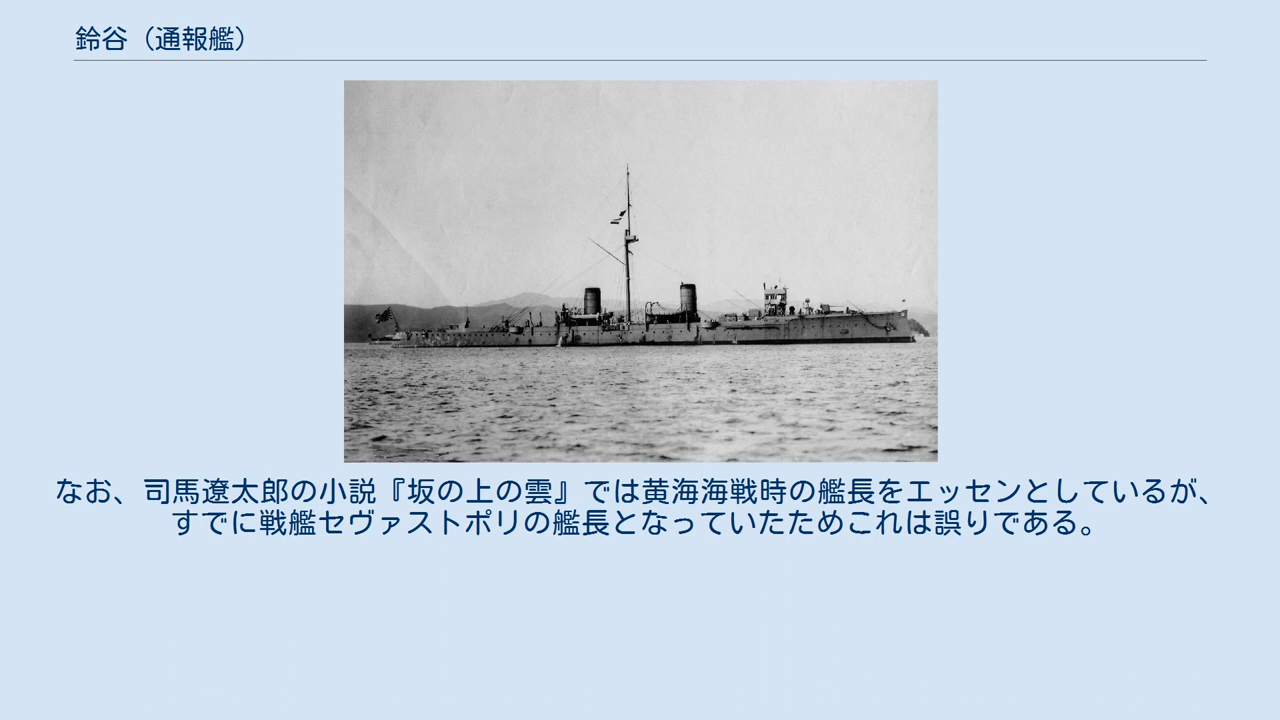 鈴谷（通報艦）
なお、司馬遼太郎の小説『坂の上の雲』では黄海海戦時の艦長をエッセンとしているが、
すでに戦艦セヴァストポリの艦長となっていたためこれは誤りである。